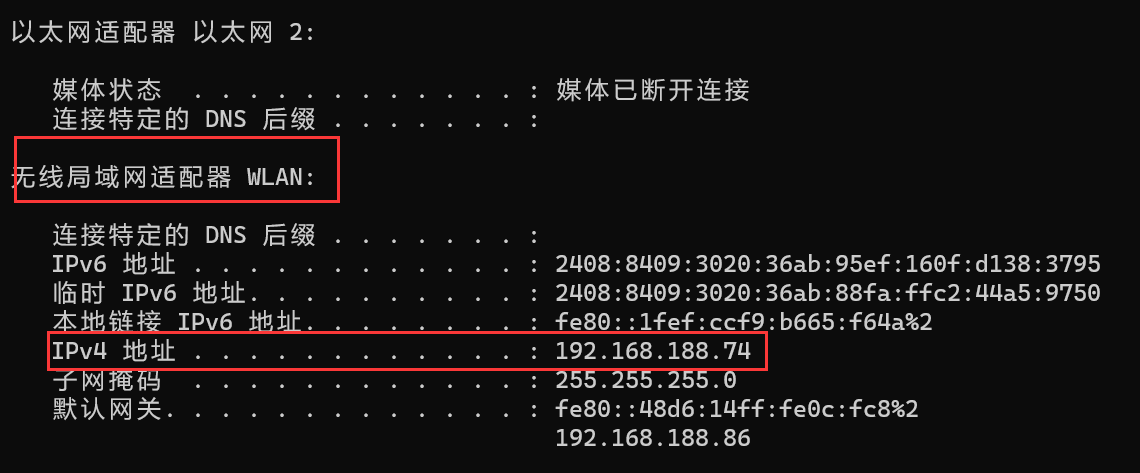 以太网适配器 以太网 2:
媒体状态 . . . . . . . . . . . . : 媒体已断开连接
连接特定的 DNS 后缀 . . . . . . . :
无线局域网适配器 WLAN:
连接特定的 DNS 后缀 . . . . . . . :
IPv6 地址 . . . . . . . . . . . . : 2408:8409:3020:36ab:95ef:160f:d138:3795
临时 IPv6 地址. . . . . . . . . . : 2408:8409:3020:36ab:88fa:ffc2:44a5:9750
本地链接 IPv6 地址. . . . . . . . : fe80::1fef:ccf9:b665:f64a%2
IPv4 地址 . . . . . . . . . . . . : 192.168.188.74
子网掩码 . . . . . . . . . . . . : 255.255.255.0
默认网关. . . . . . . . . . . . . : fe80::48d6:14ff:fe0c:fc8%2
192.168.188.86